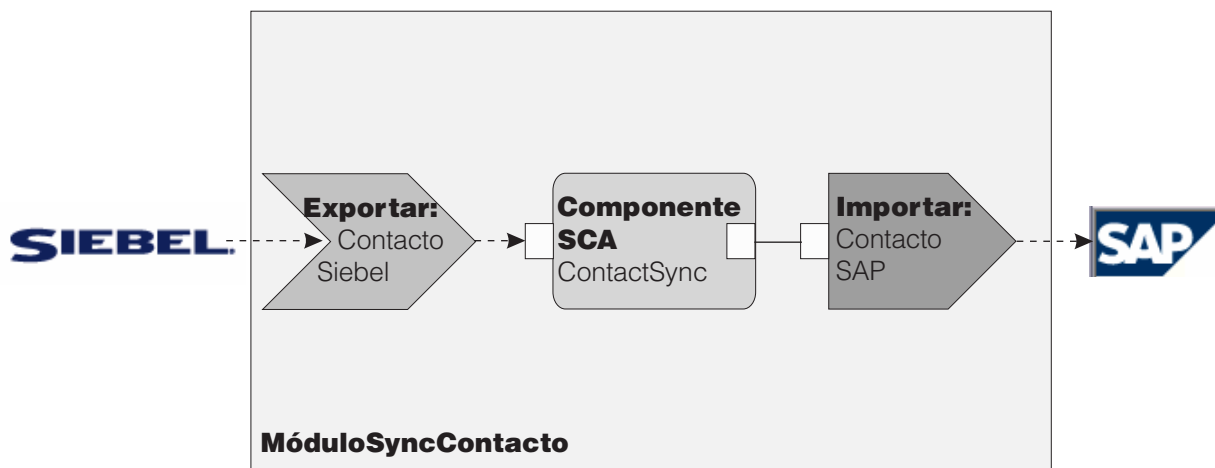 SIEBEL.
Exportar:
Contacto
Siebel
Componente
SCA
ContactSync
Importar:
Contacto
SAP
SAP
MóduloSyncContacto